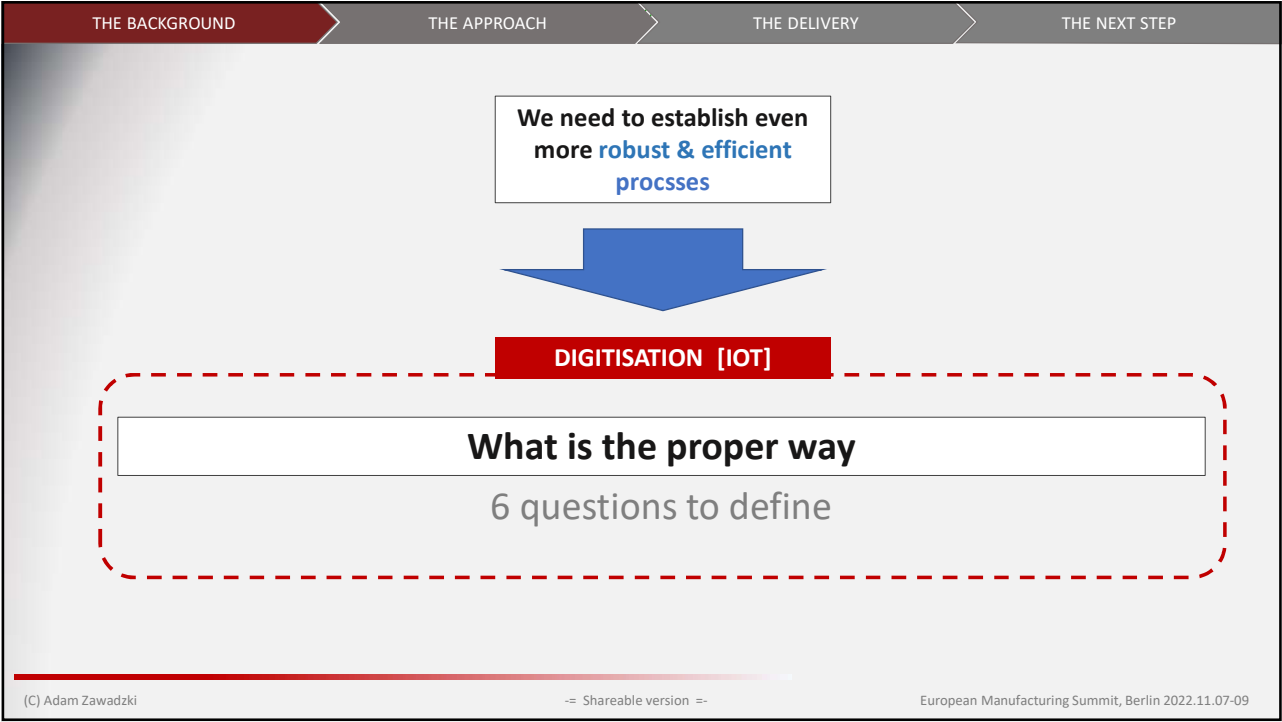 THE BACKGROUND
THE APPROACH
THE DELIVERY
THE NEXT STEP
We need to establish even
more robust & efficient
procsses
DIGITISATION [IOT]
What is the proper way
6 questions to define
(C) Adam Zawadzki
-= Shareable version =-
European Manufacturing Summit, Berlin 2022.11.07-09